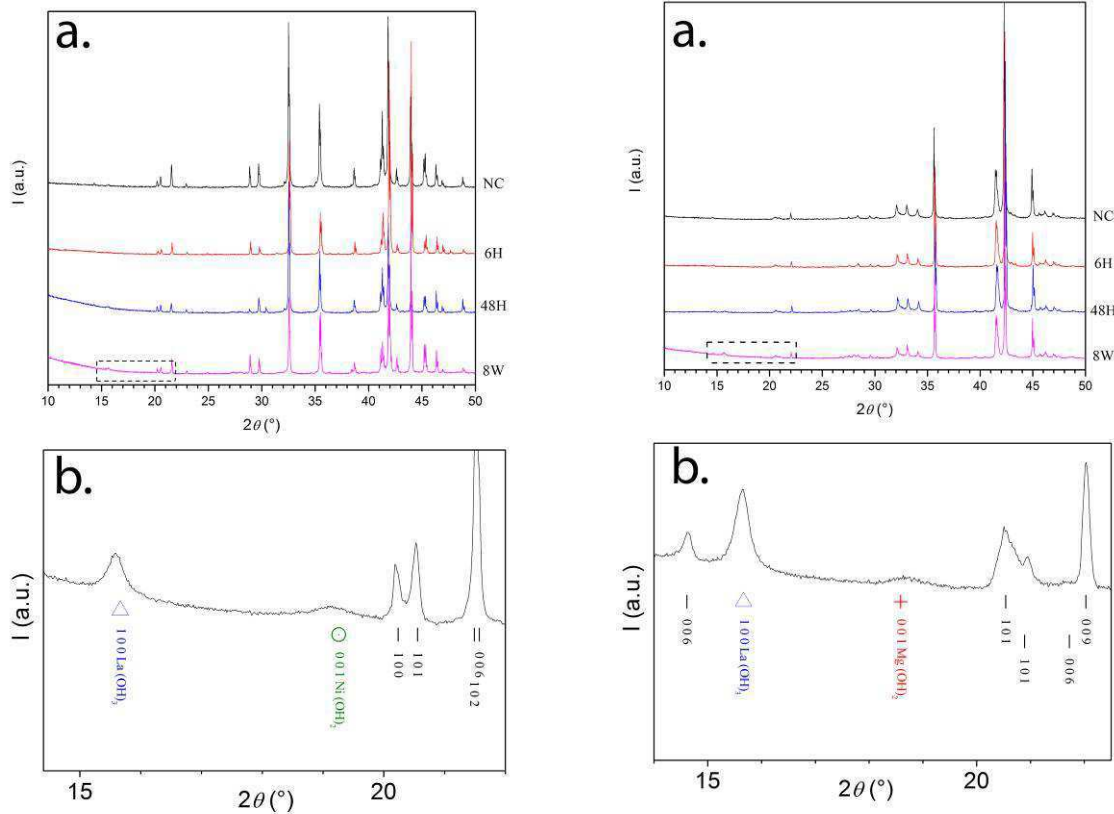 a.
I (a.u.)
NC
6H
48H
8W
10 15 20 25 30 35 40 45 50
2θ (°)
a.
I (a.u.)
NC
6H
48H
8W
10 15 20 25 30 35 40 45 50
2θ (°)
b.
I (a.u.)
1 0 0 La (OH)3
0 0 1 Ni (OH)2
1 0 0
1 0 1
0 0 6
1 0 2
15 20
2θ (°)
b.
I (a.u.)
0 0 6
1 0 0 La (OH)3
0 0 1 Mg (OH)2
1 0 1
1 0 1
0 0 6
0 0 9
15 20
2θ (°)